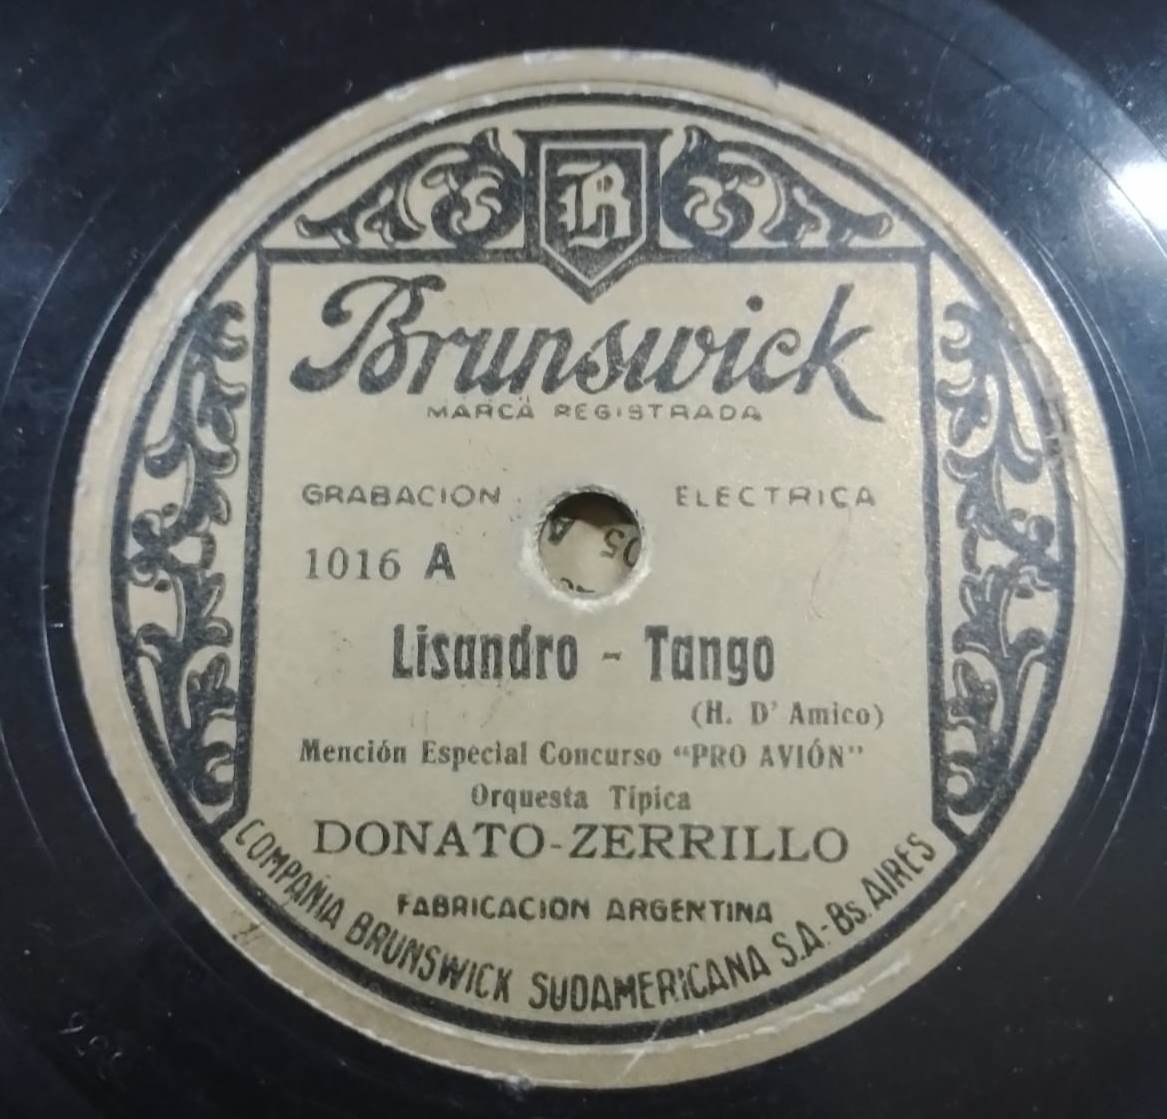 B
Brunswick
MARCA REGISTRADA
GRABACION ELECTRICA
1016 A
Lisandro - Tango
(H. D' Amico)
Mención Especial Concurso "PRO AVIÓN"
Orquesta Típica
DONATO-ZERRILLO
FABRICACION ARGENTINA
COMPAÑIA BRUNSWICK SUDAMERICANA S.A.-Bs. AIRES